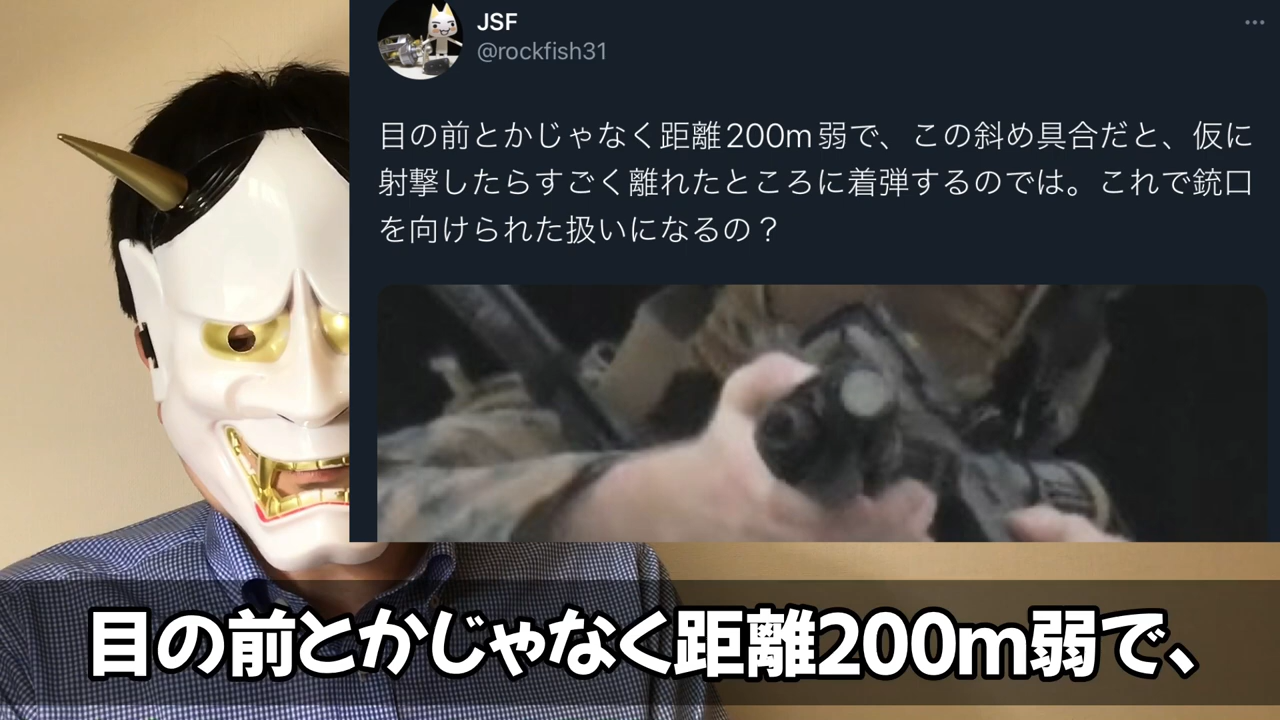 JSF
@rockfish31
目の前とかじゃなく距離200m弱で、この斜め具合だと、仮に
射撃したらすごく離れたところに着弾するのでは。これで銃口
を向けられた扱いになるの？
目の前とかじゃなく距離200m弱で、